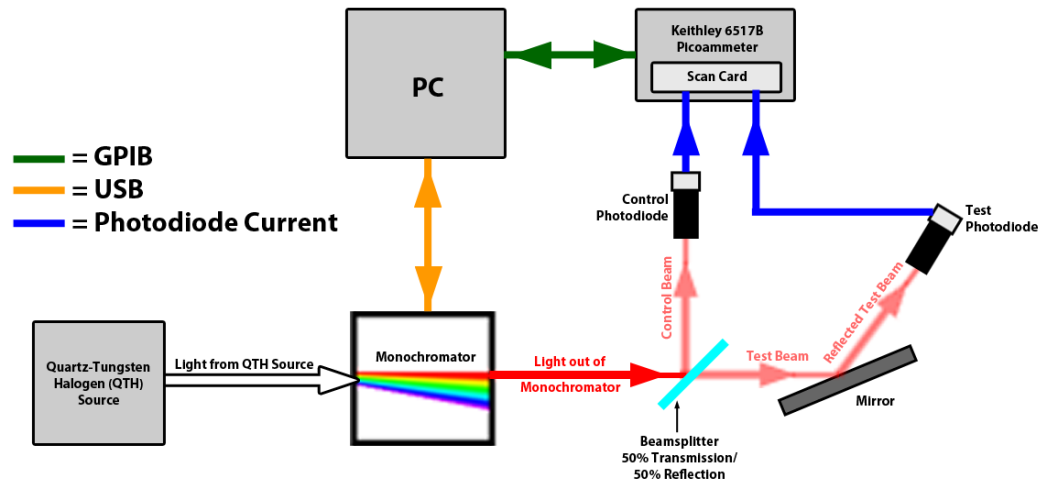 Keithley 6517B
Picoammeter
Scan Card
PC
= GPIB
= USB
= Photodiode Current
Control
Photodiode
Test
Photodiode
Control Beam
Reflected Test Beam
Quartz-Tungsten
Halogen (QTH)
Source
Light from QTH Source
Monochromator
Light out of
Monochromator
Test Beam
Mirror
Beamsplitter
50% Transmission/
50% Reflection